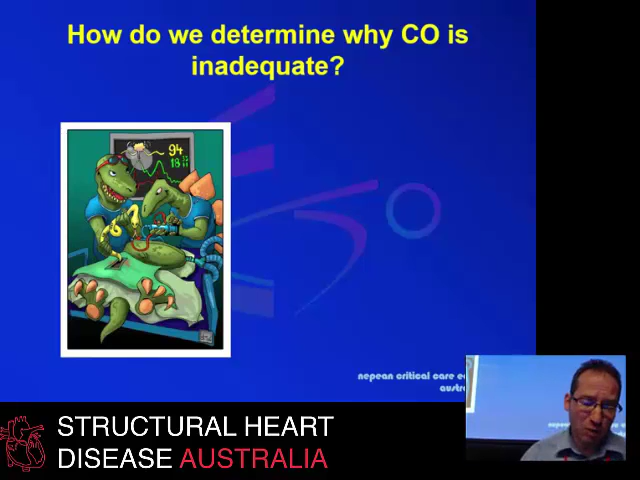 How do we determine why CO is
inadequate?
94
18
nepean critical care
STRUCTURAL HEART
DISEASE AUSTRALIA